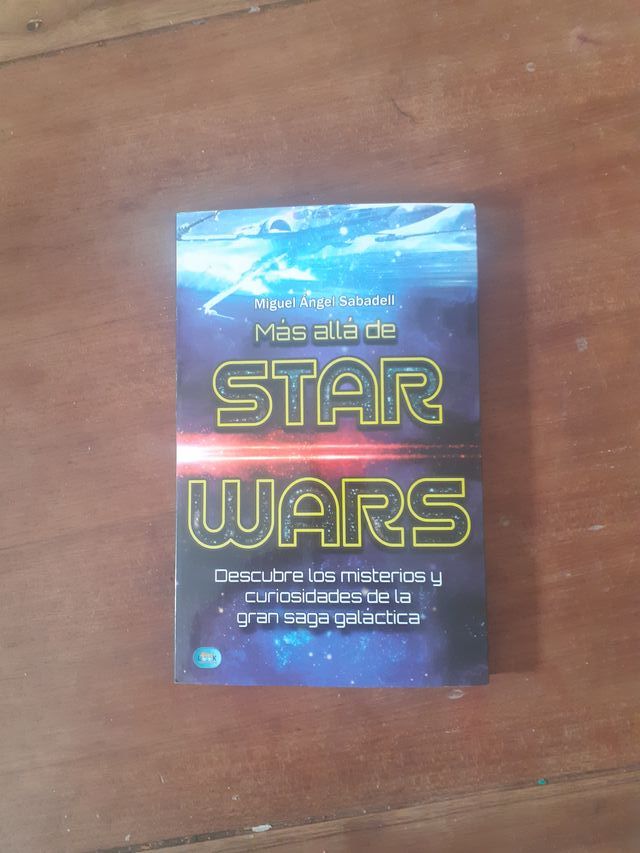 Miguel Ángel Sabadell
Más allá de
STAR
WARS
Descubre los misterios y
curiosidades de la
gran saga galáctica